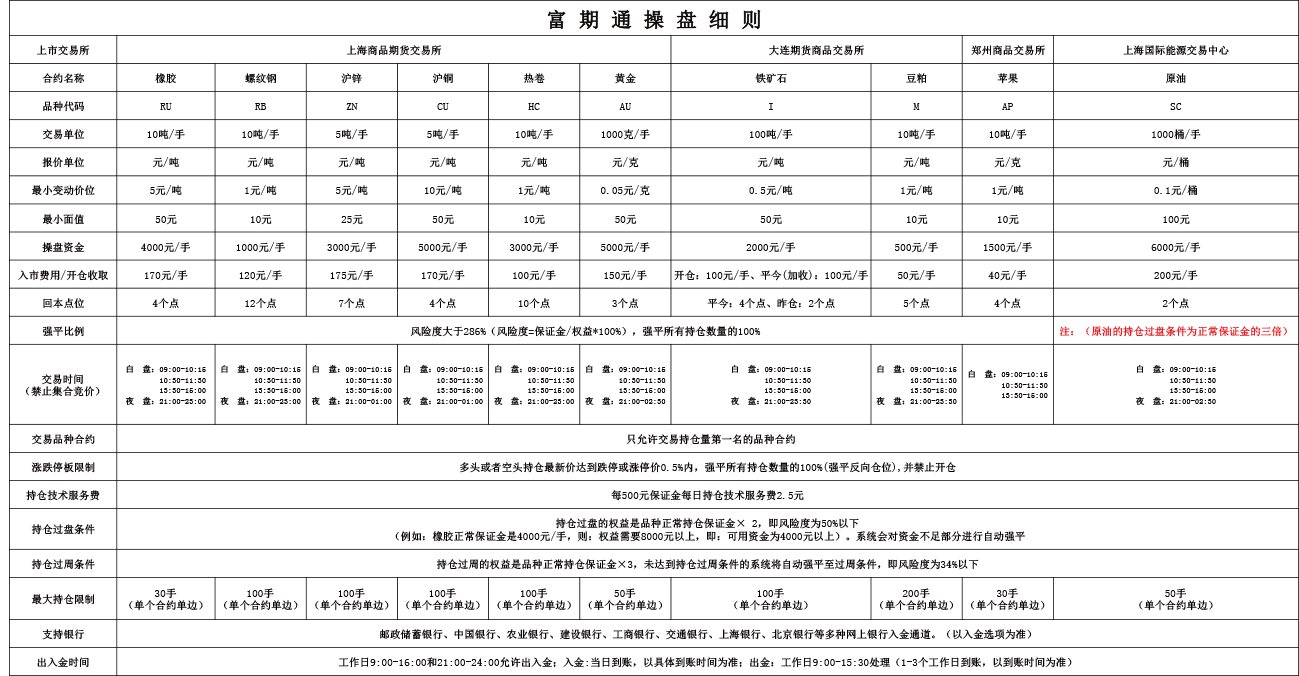 富期通操盘细则
上市交易所 上海商品期货交易所 大连期货商品交易所 郑州商品交易所 上海国际能源交易中心
合约名称 橡胶 螺纹钢 沪锌 沪铜 热卷 黄金 铁矿石 豆粕 苹果 原油
品种代码 RU RB ZN CU HC AU I M AP SC
交易单位 10吨/手 10吨/手 5吨/手 5吨/手 10吨/手 1000克/手 100吨/手 10吨/手 10吨/手 1000桶/手
报价单位 元/吨 元/吨 元/吨 元/吨 元/吨 元/克 元/吨 元/吨 元/克 元/桶
最小变动价位 5元/吨 1元/吨 5元/吨 10元/吨 1元/吨 0.05元/克 0.5元/吨 1元/吨 1元/吨 0.1元/桶
最小面值 50元 10元 25元 50元 10元 50元 50元 10元 10元 100元
操盘资金 4000元/手 1000元/手 3000元/手 5000元/手 3000元/手 5000元/手 2000元/手 500元/手 1500元/手 6000元/手
入市费用/开仓收取 170元/手 120元/手 175元/手 170元/手 100元/手 150元/手 开仓：100元/手、平今(加收)：100元/手 50元/手 40元/手 200元/手
回本点位 4个点 12个点 7个点 4个点 10个点 3个点 平今：4个点、昨仓：2个点 5个点 4个点 2个点
强平比例 风险度大于286%（风险度=保证金/权益*100%），强平所有持仓数量的100% 注：（原油的持仓过盘条件为正常保证金的三倍）
交易时间
（禁止集合竞价）
白 盘：09:00-10:15
10:30-11:30
13:30-15:00
夜 盘：21:00-23:00
白 盘：09:00-10:15
10:30-11:30
13:30-15:00
夜 盘：21:00-23:00
白 盘：09:00-10:15
10:30-11:30
13:30-15:00
夜 盘：21:00-01:00
白 盘：09:00-10:15
10:30-11:30
13:30-15:00
夜 盘：21:00-01:00
白 盘：09:00-10:15
10:30-11:30
13:30-15:00
夜 盘：21:00-23:00
白 盘：09:00-10:15
10:30-11:30
13:30-15:00
夜 盘：21:00-02:30
白 盘：09:00-10:15
10:30-11:30
13:30-15:00
夜 盘：21:00-23:30
白 盘：09:00-10:15
10:30-11:30
13:30-15:00
夜 盘：21:00-23:30
白 盘：09:00-10:15
10:30-11:30
13:30-15:00
白 盘：09:00-10:15
10:30-11:30
13:30-15:00
夜 盘：21:00-02:30
交易品种合约 只允许交易持仓量第一名的品种合约
涨跌停板限制 多头或者空头持仓最新价达到跌停或涨停价0.5%内，强平所有持仓数量的100%(强平反向仓位),并禁止开仓
持仓技术服务费 每500元保证金每日持仓技术服务费2.5元
持仓过盘条件 持仓过盘的权益是品种正常持仓保证金× 2，即风险度为50%以下
（例如：橡胶正常保证金是4000元/手，则：权益需要8000元以上，即：可用资金为4000元以上）。系统会对资金不足部分进行自动强平
持仓过周条件 持仓过周的权益是品种正常持仓保证金×3，未达到持仓过周条件的系统将自动强平至过周条件，即风险度为34%以下
最大持仓限制 30手 100手 100手 100手 100手 50手 100手 200手 30手 50手
（单个合约单边） （单个合约单边） （单个合约单边） （单个合约单边） （单个合约单边） （单个合约单边） （单个合约单边） （单个合约单边） （单个合约单边） （单个合约单边）
支持银行 邮政储蓄银行、中国银行、农业银行、建设银行、工商银行、交通银行、上海银行、北京银行等多种网上银行入金通道。（以入金选项为准）
出入金时间 工作日9:00-16:00和21:00-24:00允许出入金；入金:当日到账，以具体到账时间为准；出金：工作日9:00-15:30处理（1-3个工作日到账，以到账时间为准）